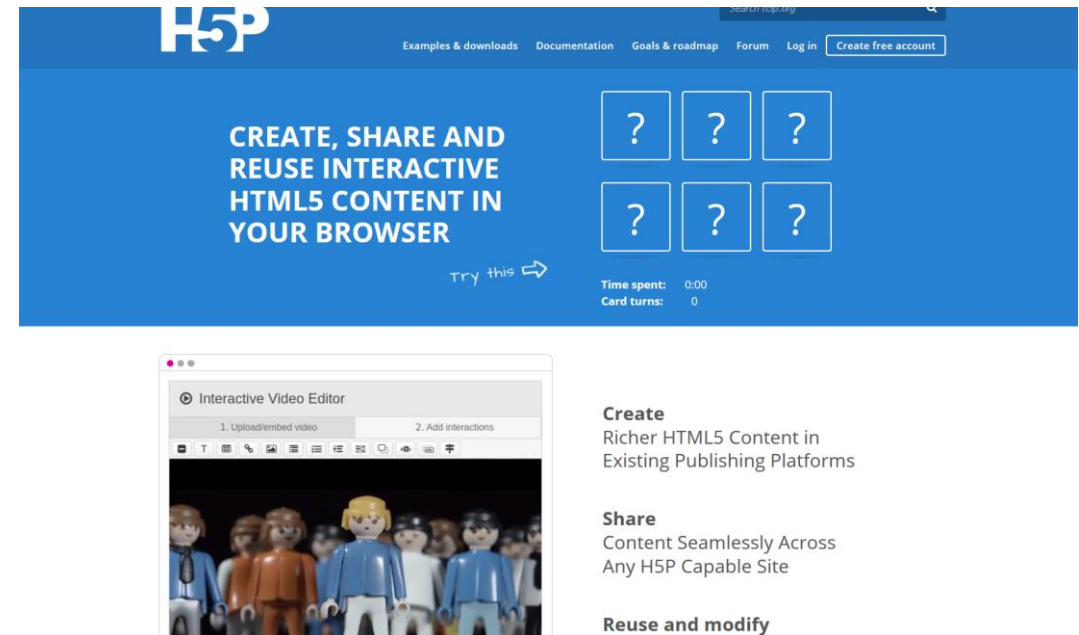 H5P
Search h5p.org
Examples & downloads Documentation Goals & roadmap Forum Log in Create free account
CREATE, SHARE AND
REUSE INTERACTIVE
HTML5 CONTENT IN
YOUR BROWSER
? ? ?
? ? ?
Try this
Time spent: 0:00
Card turns: 0
Interactive Video Editor
1. Upload/embed video 2. Add interactions
T
Create
Richer HTML5 Content in
Existing Publishing Platforms
Share
Content Seamlessly Across
Any H5P Capable Site
Reuse and modify